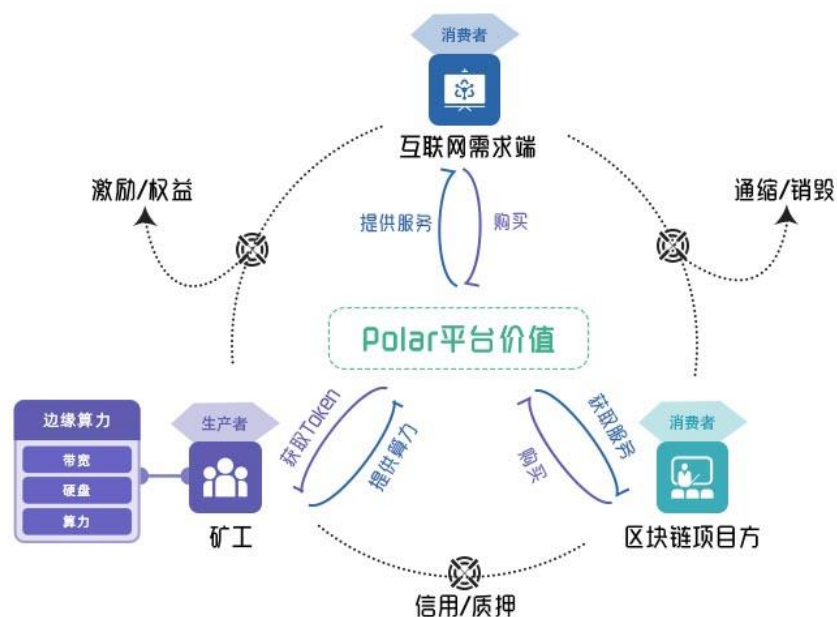 消费者
互联网需求端
激励/权益
通缩/销毁
提供服务
购买
Polar平台价值
边缘算力
带宽
硬盘
算力
生产者
矿工
获取Token
提供算力
获取服务
购买
消费者
区块链项目方
信用/质押